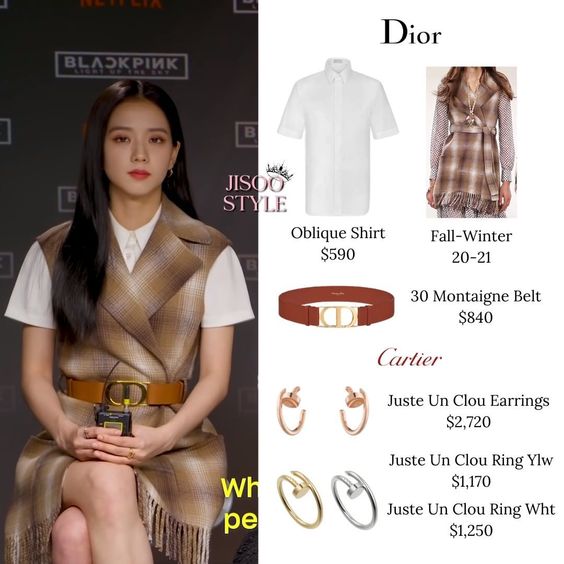 NETFLIX
BLACKPINK
LIGHT UP THE SKY
JISOO
STYLE
Wh
pe
Dior
Oblique Shirt
$590
Fall-Winter
20-21
30 Montaigne Belt
$840
Cartier
Juste Un Clou Earrings
$2,720
Juste Un Clou Ring Ylw
$1,170
Juste Un Clou Ring Wht
$1,250